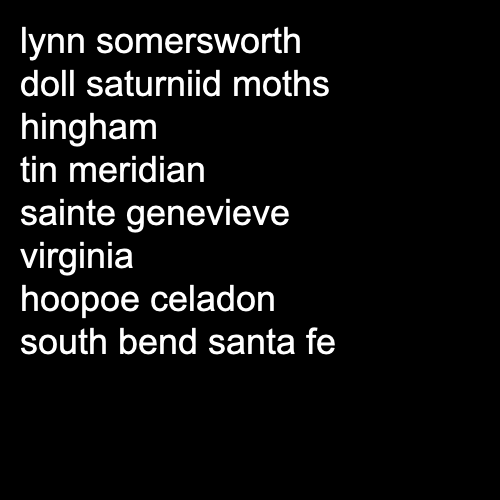 lynn somersworth
doll saturniid moths
hingham
tin meridian
sainte genevieve
virginia
hoopoe celadon
south bend santa fe